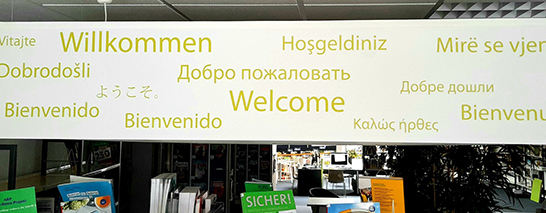 Vitajte
Willkommen
Hoşgeldiniz
Mirë se vjen
Dobrodošli
Добро пожаловать
Добре дошли
ようこそ。
Welcome
Bienvenido
Bienvenido
Καλώς ήρθες
Bienvenu
SICHER!